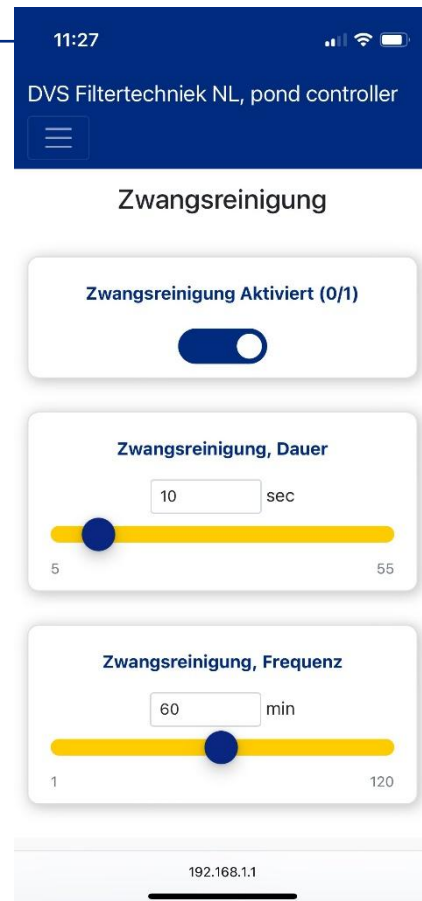 11:27
DVS Filtertechniek NL, pond controller
Zwangsreinigung
Zwangsreinigung Aktiviert (0/1)
Zwangsreinigung, Dauer
10 sec
5 55
Zwangsreinigung, Frequenz
60 min
1 120
192.168.1.1